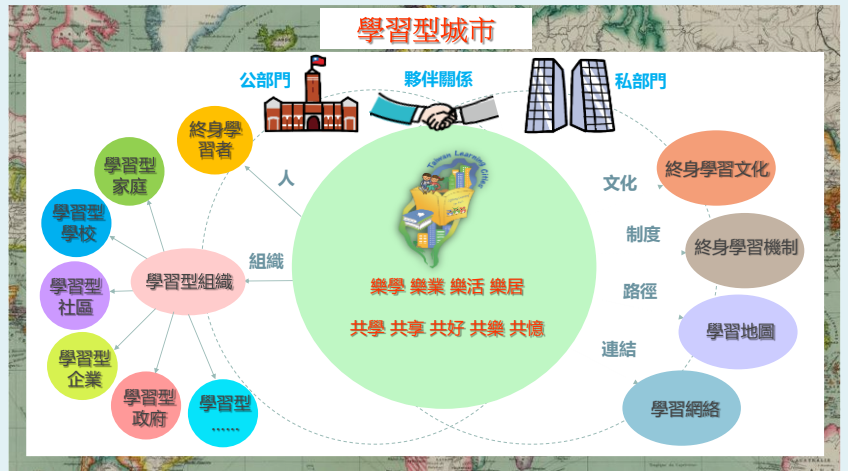 學習型城市
公部門
夥伴關係
私部門
終身學
習者
學習型
家庭
學習型
學校
學習型
社區
學習型
企業
學習型
政府
學習型
……
學習型組織
人
組織
Taiwan Learning Cities
樂學 樂業 樂活 樂居
共學 共享 共好 共樂 共憶
文化
制度
路徑
連結
終身學習文化
終身學習機制
學習地圖
學習網絡